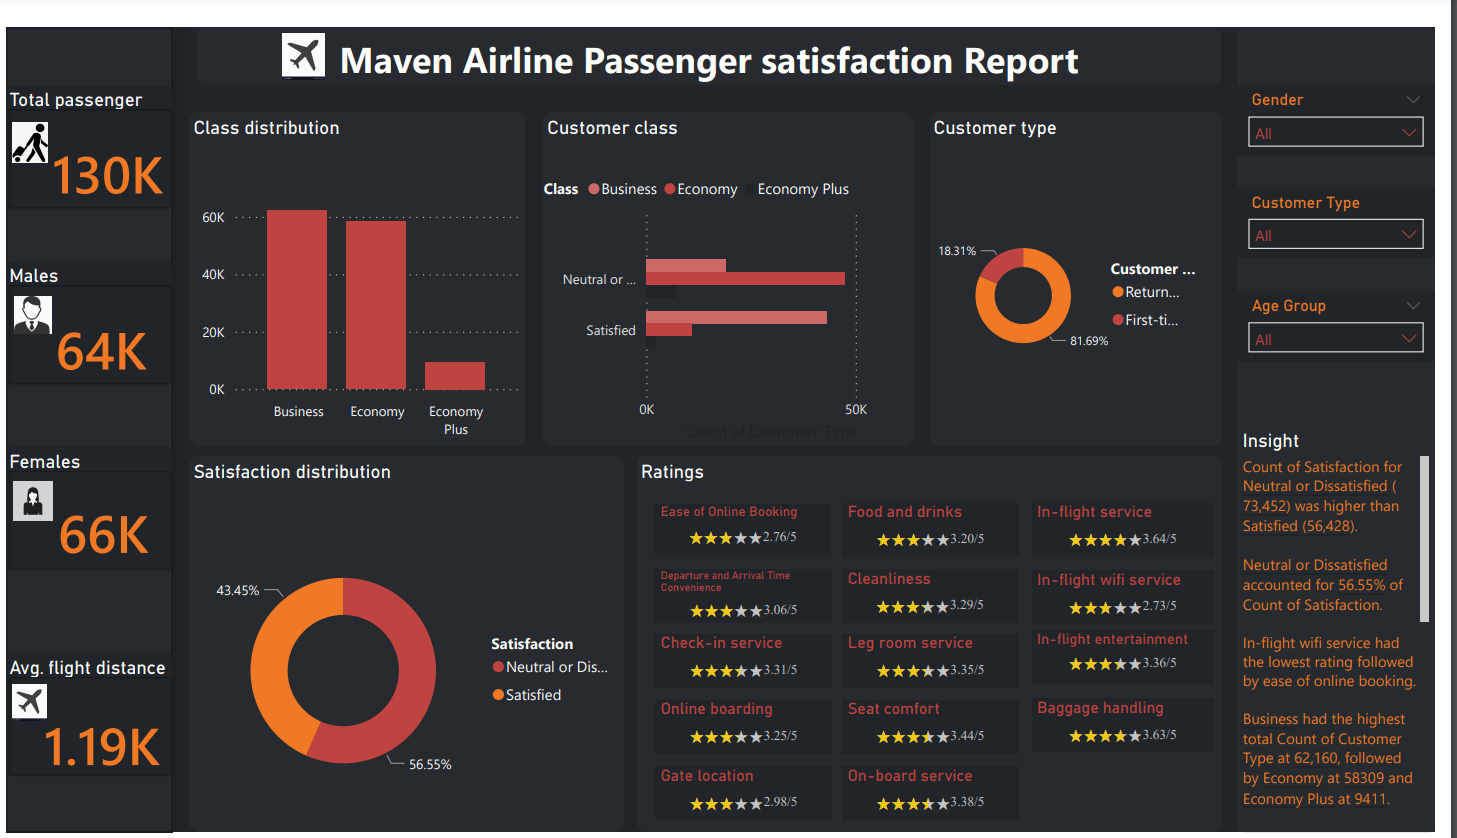 Maven Airline Passenger satisfaction Report
Total passenger
130K
Males
64K
Females
66K
Avg. flight distance
1.19K
Class distribution
60K
40K
20K
0K
Business
Economy
Economy
Plus
Customer class
Class
Business
Economy
Economy Plus
Neutral or ...
Satisfied
0K
50K
Count of Customer Type
Customer type
18.31%
81.69%
Customer ...
Return...
First-ti...
Gender
All
Customer Type
All
Age Group
All
Satisfaction distribution
43.45%
56.55%
Satisfaction
Neutral or Dis...
Satisfied
Ratings
Ease of Online Booking
2.76/5
Food and drinks
3.20/5
In-flight service
3.64/5
Departure and Arrival Time
Convenience
3.06/5
Cleanliness
3.29/5
In-flight wifi service
2.73/5
Check-in service
3.31/5
Leg room service
3.35/5
In-flight entertainment
3.36/5
Online boarding
3.25/5
Seat comfort
3.44/5
Baggage handling
3.63/5
Gate location
2.98/5
On-board service
3.38/5
Insight
Count of Satisfaction for
Neutral or Dissatisfied (
73,452) was higher than
Satisfied (56,428).
Neutral or Dissatisfied
accounted for 56.55% of
Count of Satisfaction.
In-flight wifi service had
the lowest rating followed
by ease of online booking.
Business had the highest
total Count of Customer
Type at 62,160, followed
by Economy at 58309 and
Economy Plus at 9411.